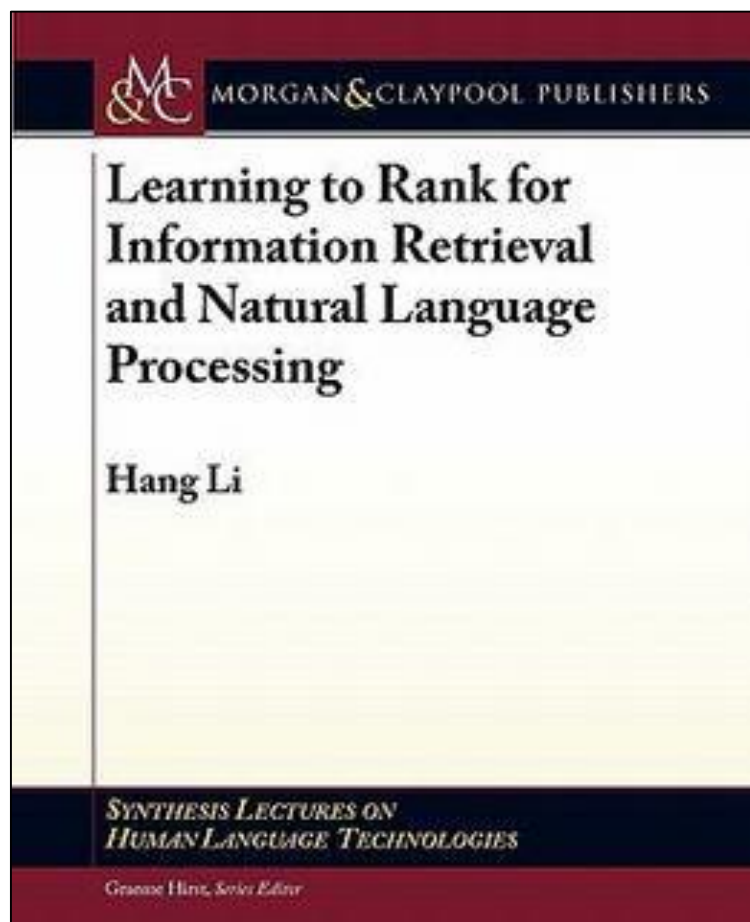 M&C MORGAN&CLAYPOOL PUBLISHERS
Learning to Rank for
Information Retrieval
and Natural Language
Processing
Hang Li
SYNTHESIS LECTURES ON
HUMAN LANGUAGE TECHNOLOGIES
Graeme Hirst, Series Editor